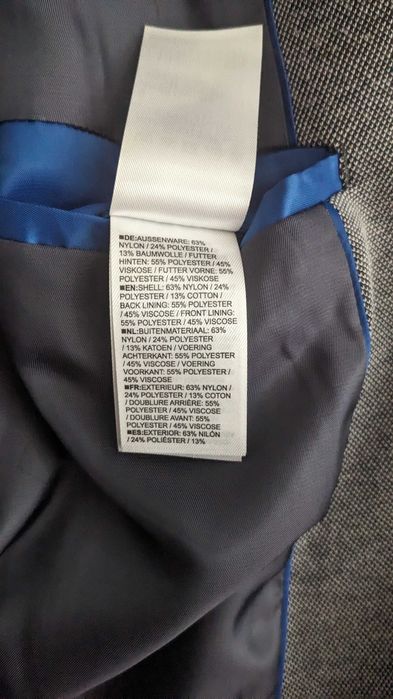 ■DE:AUSSENWARE: 63%
NYLON / 24% POLYESTER /
13% BAUMWOLLE / FUTTER
HINTEN: 55% POLYESTER / 45%
VISKOSE / FUTTER VORNE: 55%
POLYESTER / 45% VISKOSE
■EN:SHELL: 63% NYLON / 24%
POLYESTER / 13% COTTON /
BACK LINING: 55% POLYESTER
/ 45% VISCOSE / FRONT LINING:
55% POLYESTER / 45% VISCOSE
■NL:BUITENMATERIAAL: 63%
NYLON / 24% POLYESTER /
13% KATOEN / VOERING
ACHTERKANT: 55% POLYESTER
/ 45% VISCOSE / VOERING
VOORKANT: 55% POLYESTER
/ 45% VISCOSE
■FR:EXTERIEUR: 63% NYLON /
24% POLYESTER / 13% COTON
/ DOUBLURE ARRIÈRE: 55%
POLYESTER / 45% VISCOSE
/ DOUBLURE AVANT: 55%
POLYESTER / 45% VISCOSE
■ES:EXTERIOR: 63% NILÓN
/ 24% POLIÉSTER / 13%